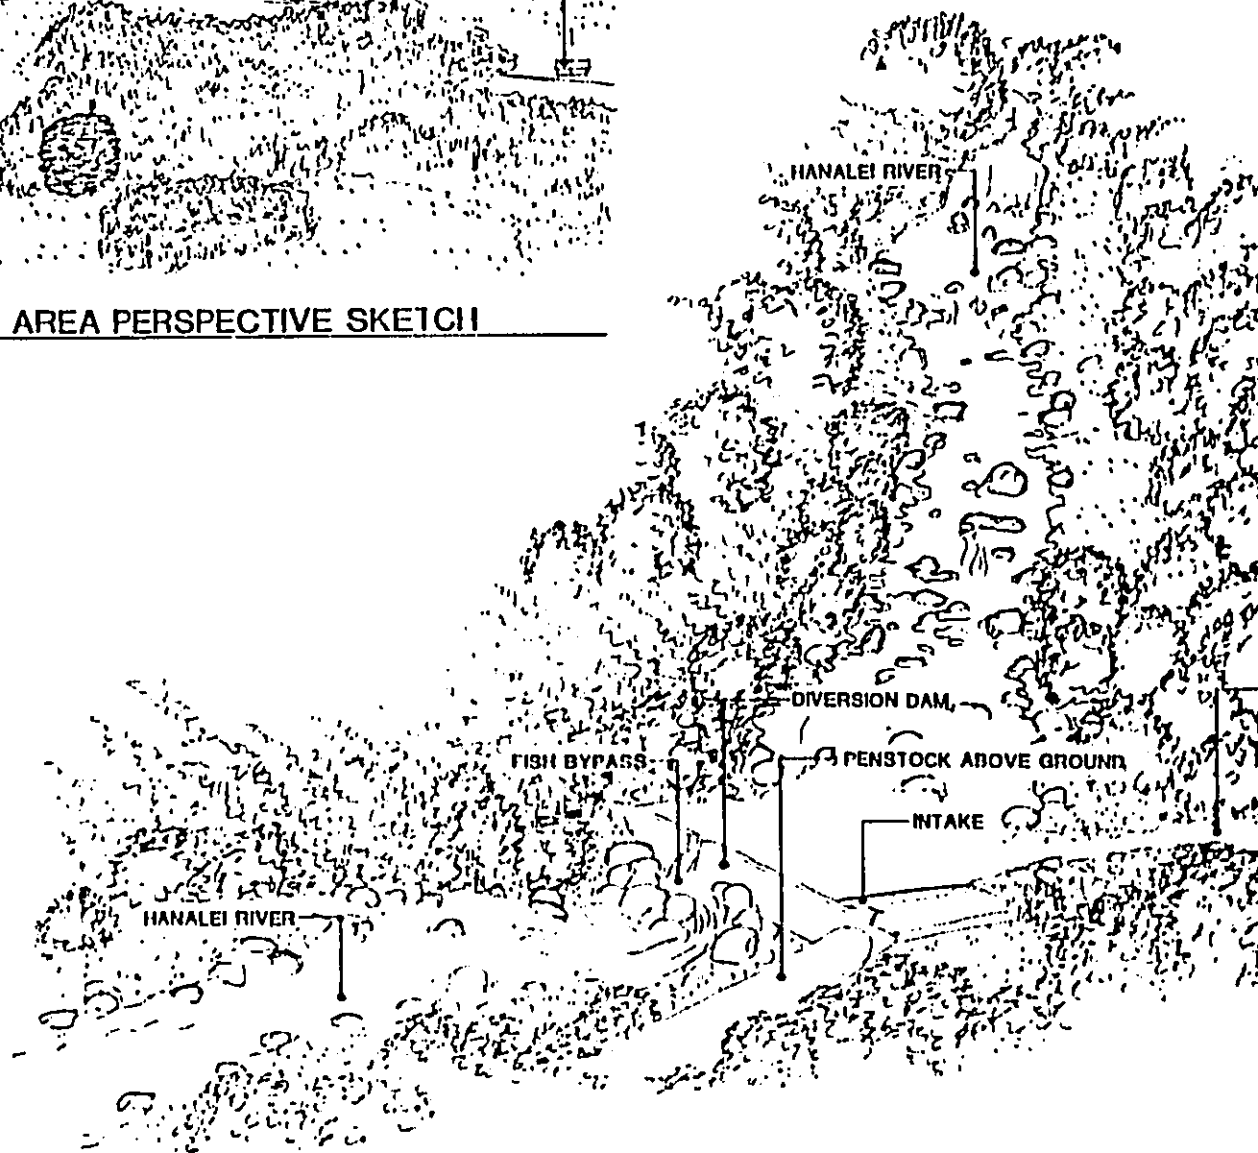 AREA PERSPECTIVE SKETCH
HANALEI RIVER
DIVERSION DAM
FISH BYPASS
PENSTOCK ABOVE GROUND
INTAKE
HANALEI RIVER